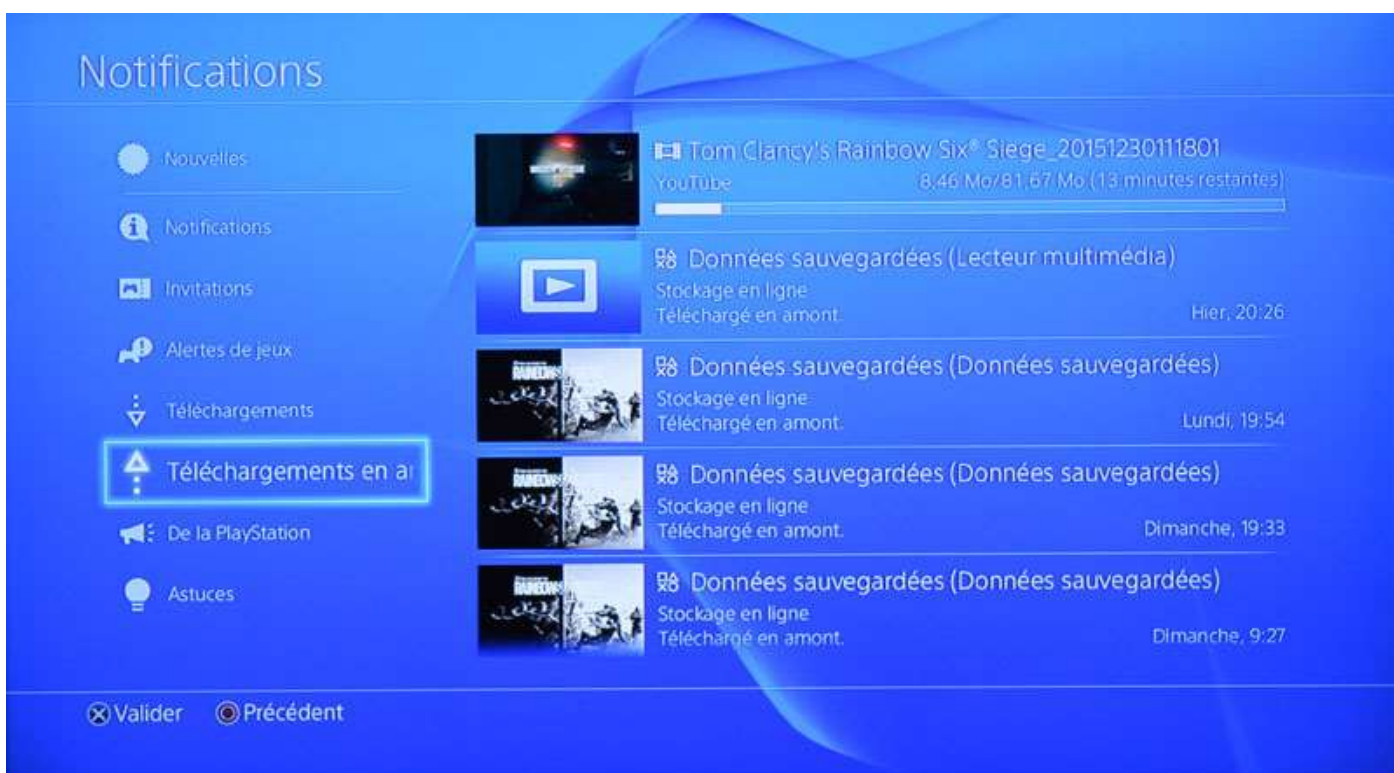 Notifications
Nouvelles
Notifications
Invitations
Alertes de jeux
Téléchargements
Téléchargements en a
De la PlayStation
Astuces
Tom Clancy's Rainbow Six® Siege_20151230111801
YouTube 8,46 Mo/81,67 Mo (13 minutes restantes)
Données sauvegardées (Lecteur multimédia)
Stockage en ligne
Téléchargé en amont. Hier, 20:26
RAINBOW
Données sauvegardées (Données sauvegardées)
Stockage en ligne
Téléchargé en amont. Lundi, 19:54
RAINBOW
Données sauvegardées (Données sauvegardées)
Stockage en ligne
Téléchargé en amont. Dimanche, 19:33
RAINBOW
Données sauvegardées (Données sauvegardées)
Stockage en ligne
Téléchargé en amont. Dimanche, 9:27
Valider Précédent